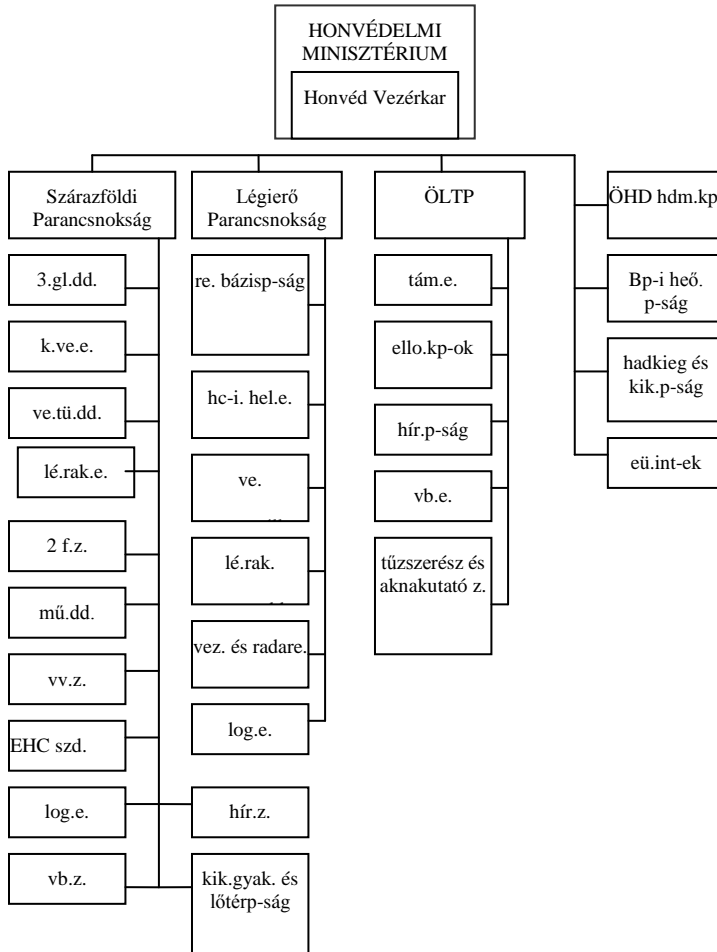 HONVÉDELMI
MINISZTÉRIUM
Honvéd Vezérkar
Szárazföldi
Parancsnokság
3.gl.dd.
k.ve.e.
ve.tü.dd.
lé.rak.e.
2 f.z.
mű.dd.
vv.z.
EHC szd.
log.e.
vb.z.
Légierő
Parancsnokság
re. bázisp-ság
hc-i. hel.e.
ve.
lé.rak.
vez. és radare.
log.e.
hír.z.
kik.gyak. és
lőtérp-ság
ÖLTP
tám.e.
ello.kp-ok
hír.p-ság
vb.e.
tűzszerész és
aknakutató z.
ÖHD hdm.kp
Bp-i heő.
p-ság
hadkieg és
kik.p-ság
eü.int-ek